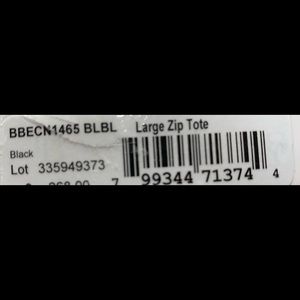 BBECN1465 BLBL Large Zip Tote
Black
Lot 335949373
7 99344 71374 4